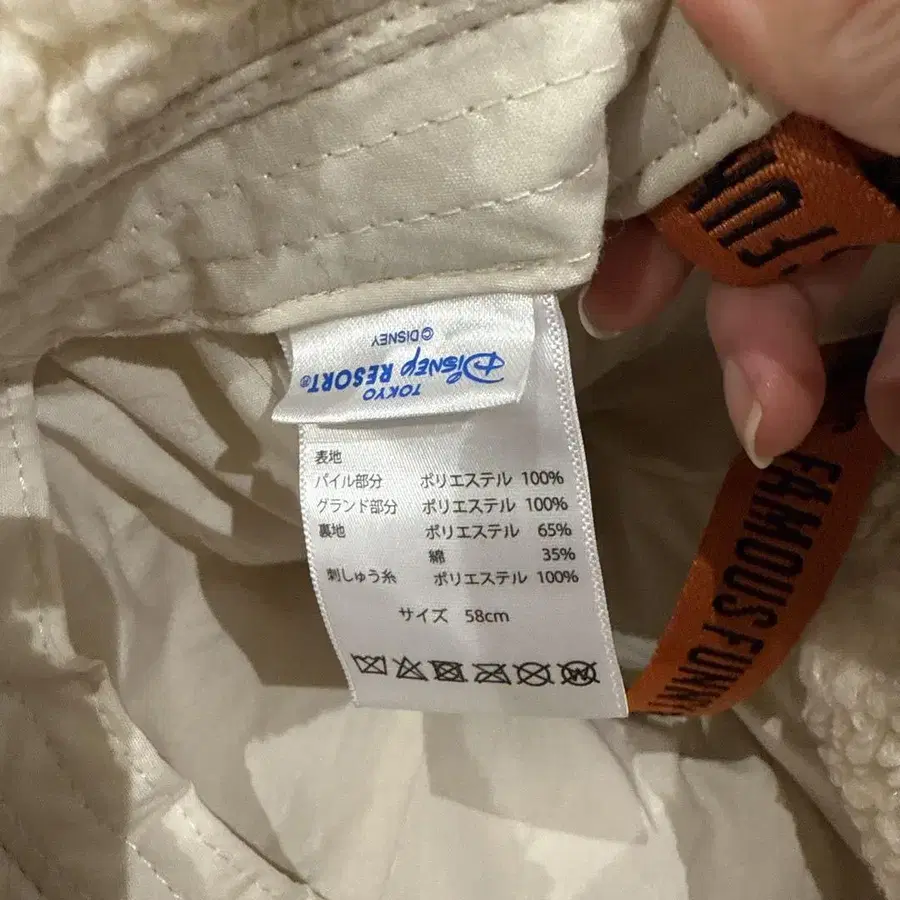 ©DISNEY
TOKYO
DISNEY RESORT®
表地
パイル部分 ポリエステル 100%
グランド部分 ポリエステル 100%
裏地 ポリエステル 65%
綿 35%
刺しゅう糸 ポリエステル 100%
サイズ 58cm
W
FAMOUS FUNNY